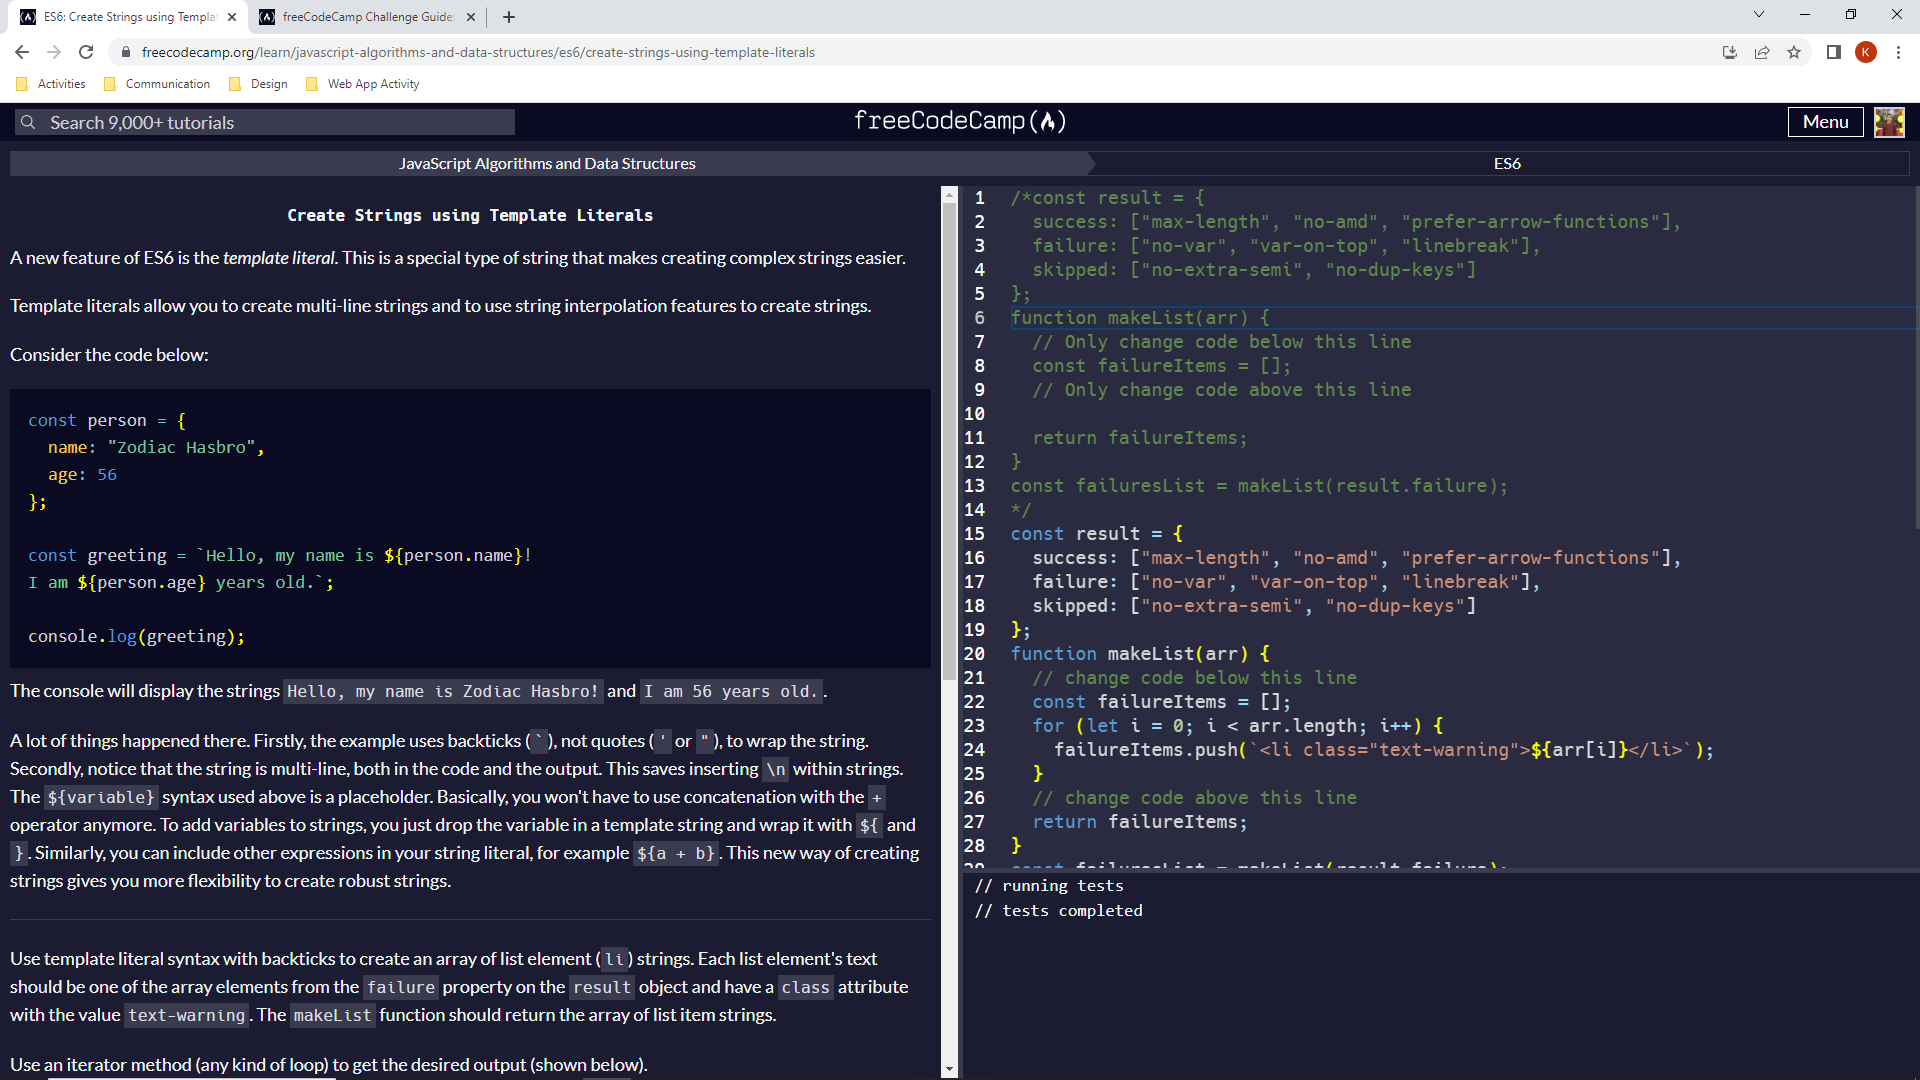 ES6: Create Strings using Templa
freeCodeCamp Challenge Guide:
freecodecamp.org/learn/javascript-algorithms-and-data-structures/es6/create-strings-using-template-literals
K
Activities
Communication
Design
Web App Activity
Search 9,000+ tutorials
freeCodeCamp
Menu
JavaScript Algorithms and Data Structures
ES6
Create Strings using Template Literals
A new feature of ES6 is the template literal. This is a special type of string that makes creating complex strings easier.
Template literals allow you to create multi-line strings and to use string interpolation features to create strings.
Consider the code below:
const person = {
  name: "Zodiac Hasbro",
  age: 56
};
const greeting = `Hello, my name is ${person.name}!
I am ${person.age} years old.`;
console.log(greeting);
The console will display the strings Hello, my name is Zodiac Hasbro! and I am 56 years old. .
A lot of things happened there. Firstly, the example uses backticks ( ` ), not quotes ( ' or " ), to wrap the string.
Secondly, notice that the string is multi-line, both in the code and the output. This saves inserting \n within strings.
The ${variable} syntax used above is a placeholder. Basically, you won't have to use concatenation with the +
operator anymore. To add variables to strings, you just drop the variable in a template string and wrap it with ${ and
} . Similarly, you can include other expressions in your string literal, for example ${a + b} . This new way of creating
strings gives you more flexibility to create robust strings.
Use template literal syntax with backticks to create an array of list element ( li ) strings. Each list element's text
should be one of the array elements from the failure property on the result object and have a class attribute
with the value text-warning . The makeList function should return the array of list item strings.
Use an iterator method (any kind of loop) to get the desired output (shown below).
1 /*const result = {
2   success: ["max-length", "no-amd", "prefer-arrow-functions"],
3   failure: ["no-var", "var-on-top", "linebreak"],
4   skipped: ["no-extra-semi", "no-dup-keys"]
5 };
6 function makeList(arr) {
7   // Only change code below this line
8   const failureItems = [];
9   // Only change code above this line
10
11   return failureItems;
12 }
13 const failuresList = makeList(result.failure);
14 */
15 const result = {
16   success: ["max-length", "no-amd", "prefer-arrow-functions"],
17   failure: ["no-var", "var-on-top", "linebreak"],
18   skipped: ["no-extra-semi", "no-dup-keys"]
19 };
20 function makeList(arr) {
21   // change code below this line
22   const failureItems = [];
23   for (let i = 0; i < arr.length; i++) {
24     failureItems.push(`<li class="text-warning">${arr[i]}</li>`);
25   }
26   // change code above this line
27   return failureItems;
28 }
29 const failuresList = makeList(result.failure);
// running tests
// tests completed